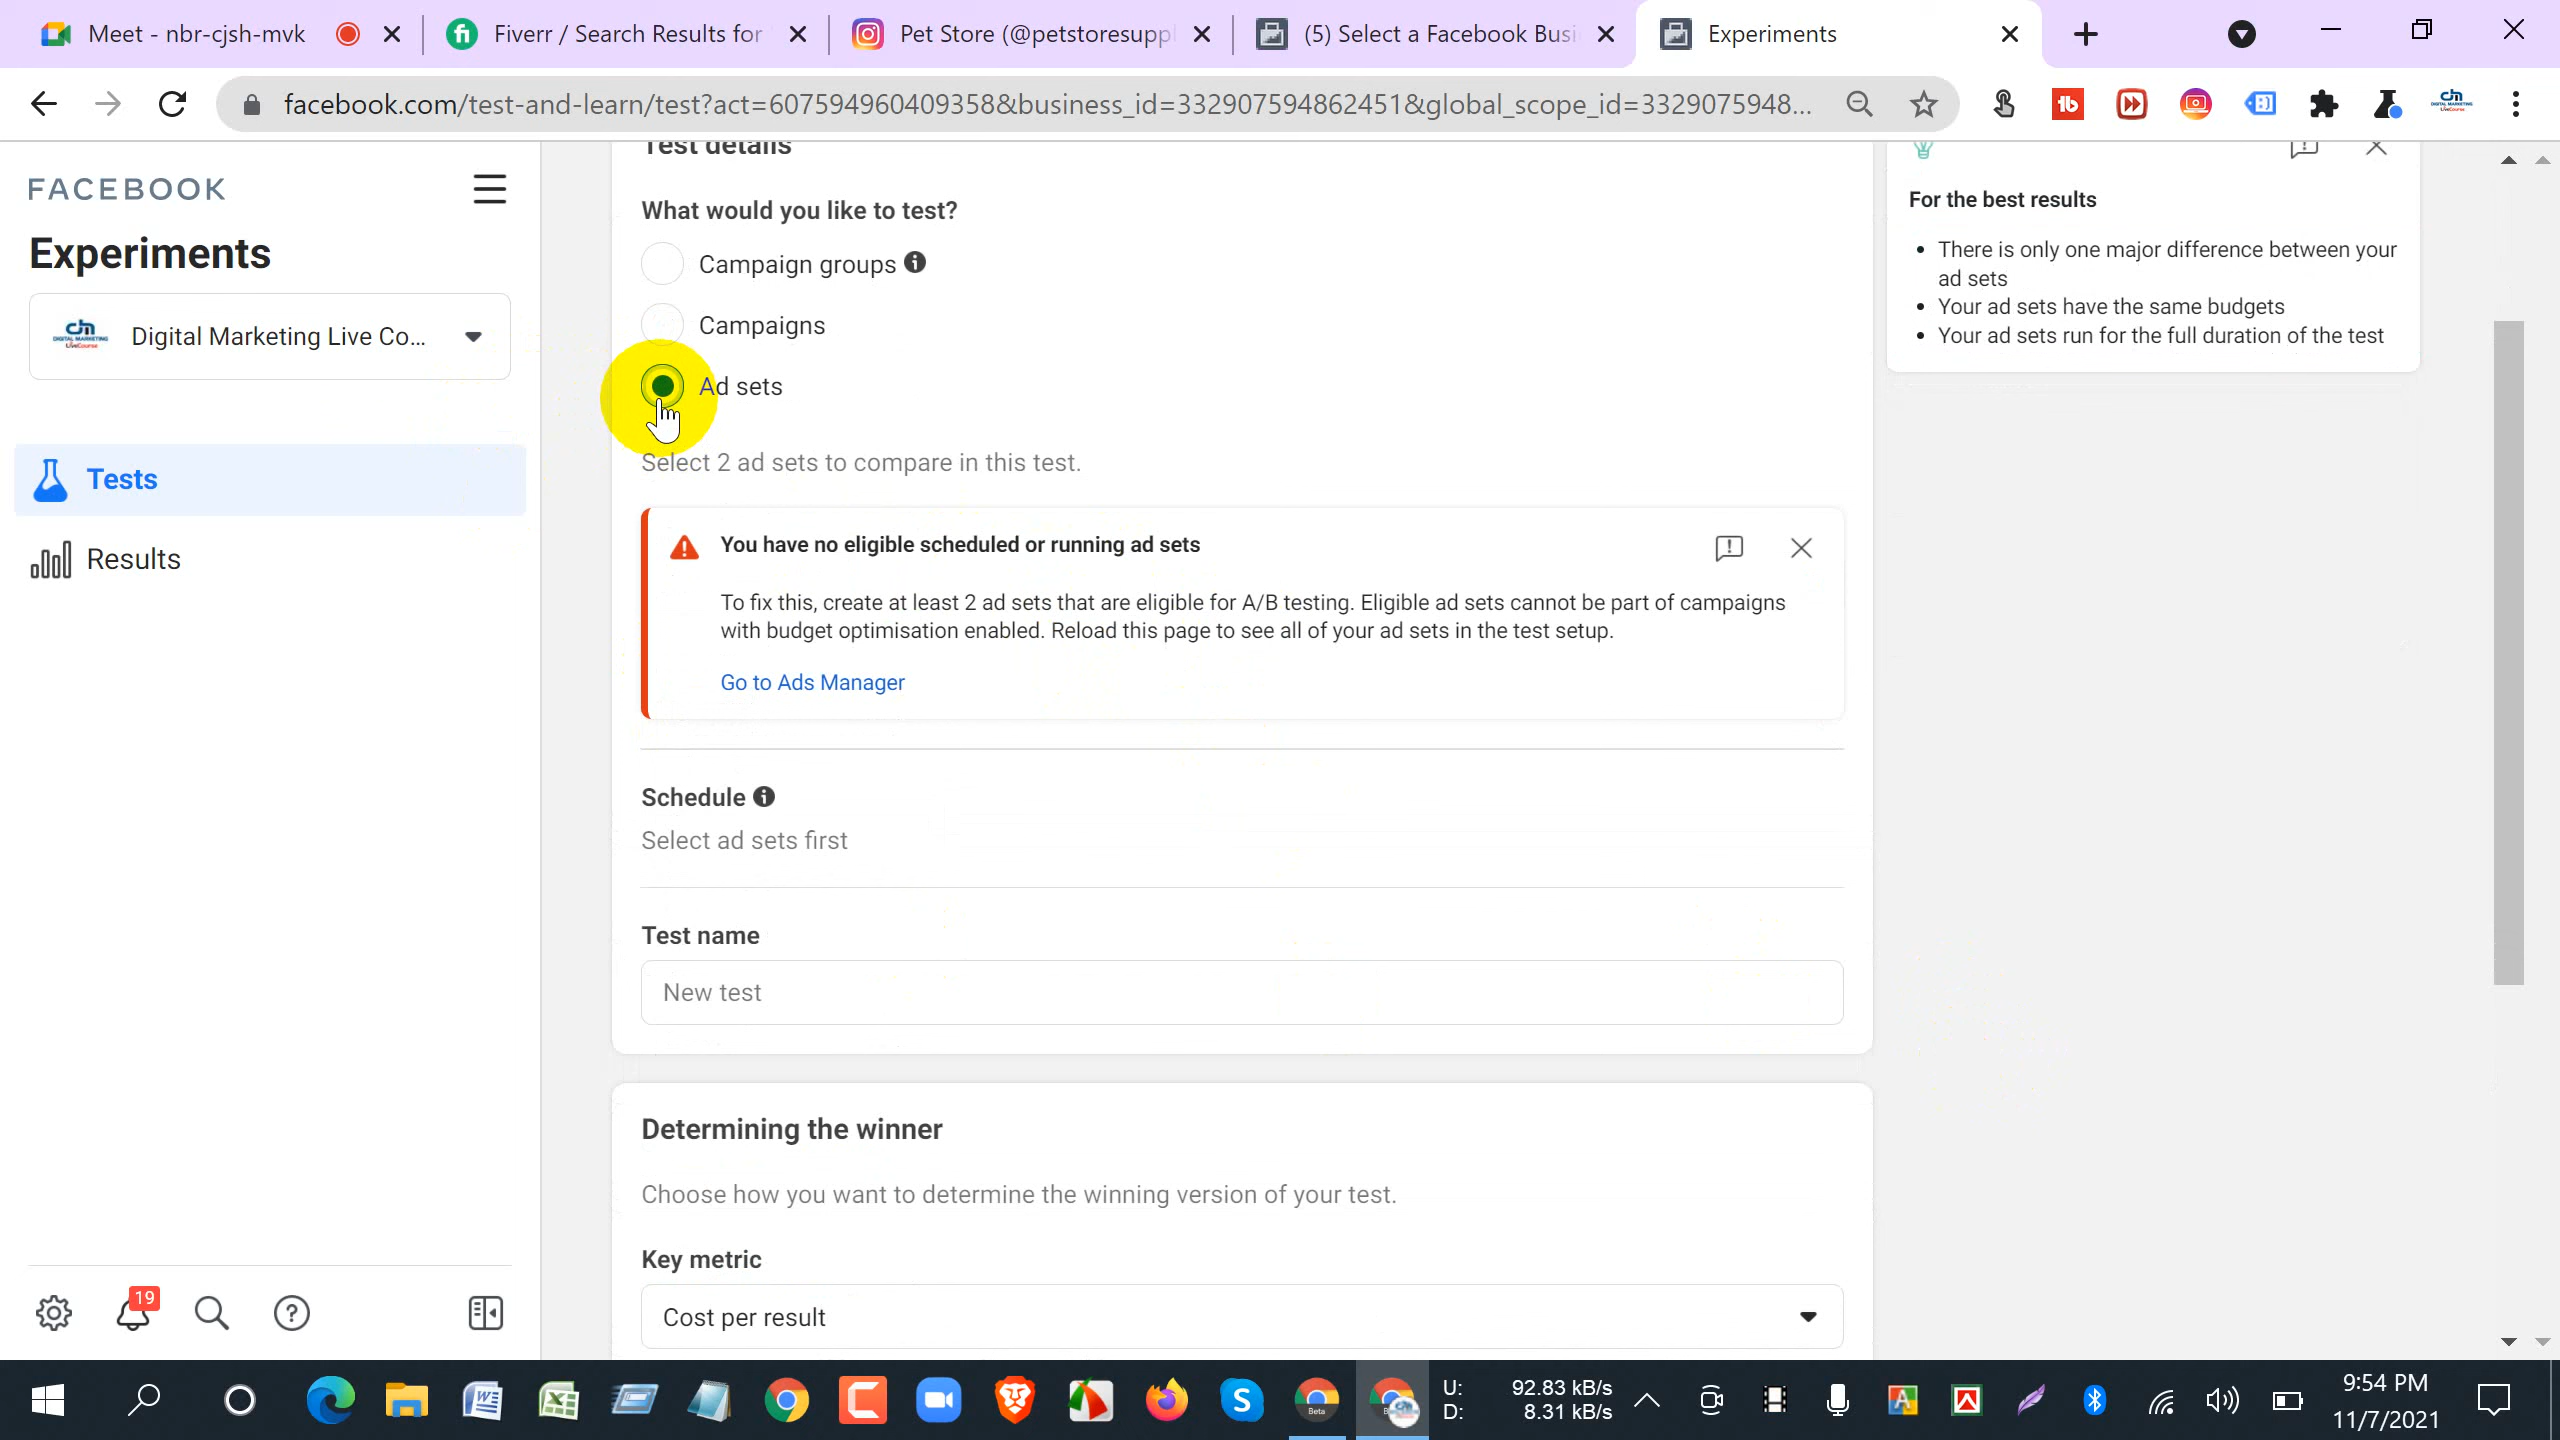 Meet - nbr-cjsh-mvk
Fiverr / Search Results for
Pet Store (@petstoresuppl
(5) Select a Facebook Busi
Experiments
facebook.com/test-and-learn/test?act=607594960409358&business_id=332907594862451&global_scope_id=3329075948...
FACEBOOK
Experiments
Digital Marketing Live Co...
Tests
Results
19
Test details
What would you like to test?
Campaign groups
Campaigns
Ad sets
Select 2 ad sets to compare in this test.
You have no eligible scheduled or running ad sets
To fix this, create at least 2 ad sets that are eligible for A/B testing. Eligible ad sets cannot be part of campaigns
with budget optimisation enabled. Reload this page to see all of your ad sets in the test setup.
Go to Ads Manager
Schedule
Select ad sets first
Test name
New test
Determining the winner
Choose how you want to determine the winning version of your test.
Key metric
Cost per result
For the best results
• There is only one major difference between your
ad sets
• Your ad sets have the same budgets
• Your ad sets run for the full duration of the test
U: 92.83 kB/s
D: 8.31 kB/s
9:54 PM
11/7/2021